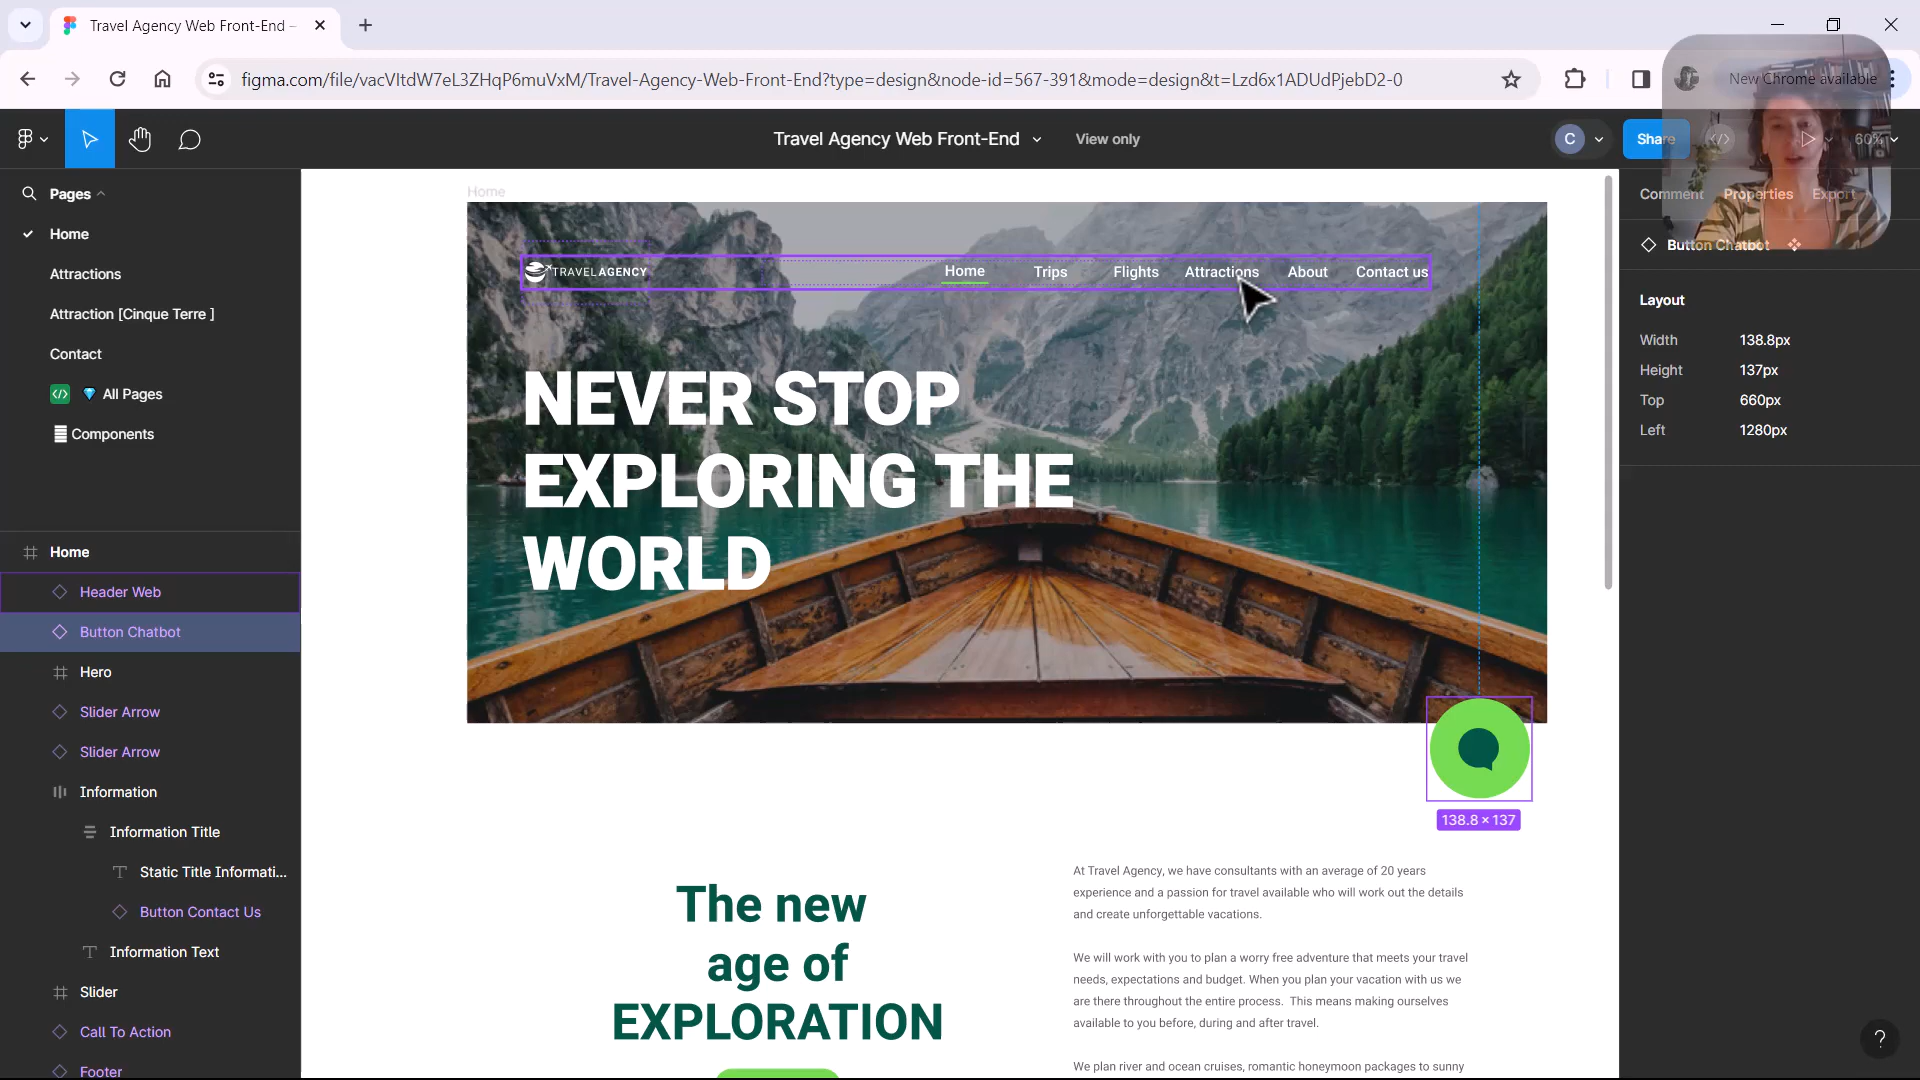 Travel Agency Web Front-End –
figma.com/file/vacVItdW7eL3ZHqP6muVxM/Travel-Agency-Web-Front-End?type=design&node-id=567-391&mode=design&t=Lzd6x1ADUdPjebD2-0
New Chrome available
Travel Agency Web Front-End
View only
C
Share
60%
Pages
Home
Attractions
Attraction [Cinque Terre ]
Contact
All Pages
Components
Home
Header Web
Button Chatbot
Hero
Slider Arrow
Slider Arrow
Information
Information Title
Static Title Informati...
Button Contact Us
Information Text
Slider
Call To Action
Footer
Home
TRAVELAGENCY
Home
Trips
Flights
Attractions
About
Contact us
NEVER STOP
EXPLORING THE
WORLD
138.8 × 137
The new
age of
EXPLORATION
At Travel Agency, we have consultants with an average of 20 years
experience and a passion for travel available who will work out the details
and create unforgettable vacations.
We will work with you to plan a worry free adventure that meets your travel
needs, expectations and budget. When you plan your vacation with us we
are there throughout the entire process. This means making ourselves
available to you before, during and after travel.
We plan river and ocean cruises, romantic honeymoon packages to sunny
Comment
Properties
Export
Button Chatbot
Layout
Width 138.8px
Height 137px
Top 660px
Left 1280px
?